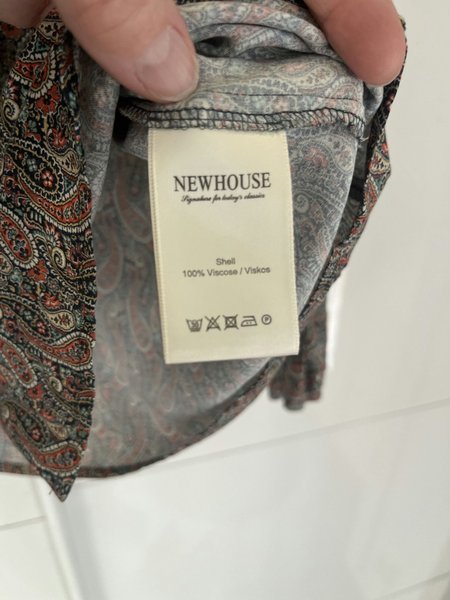 NEWHOUSE
Signature for today's classics
Shell
100% Viscose / Viskos